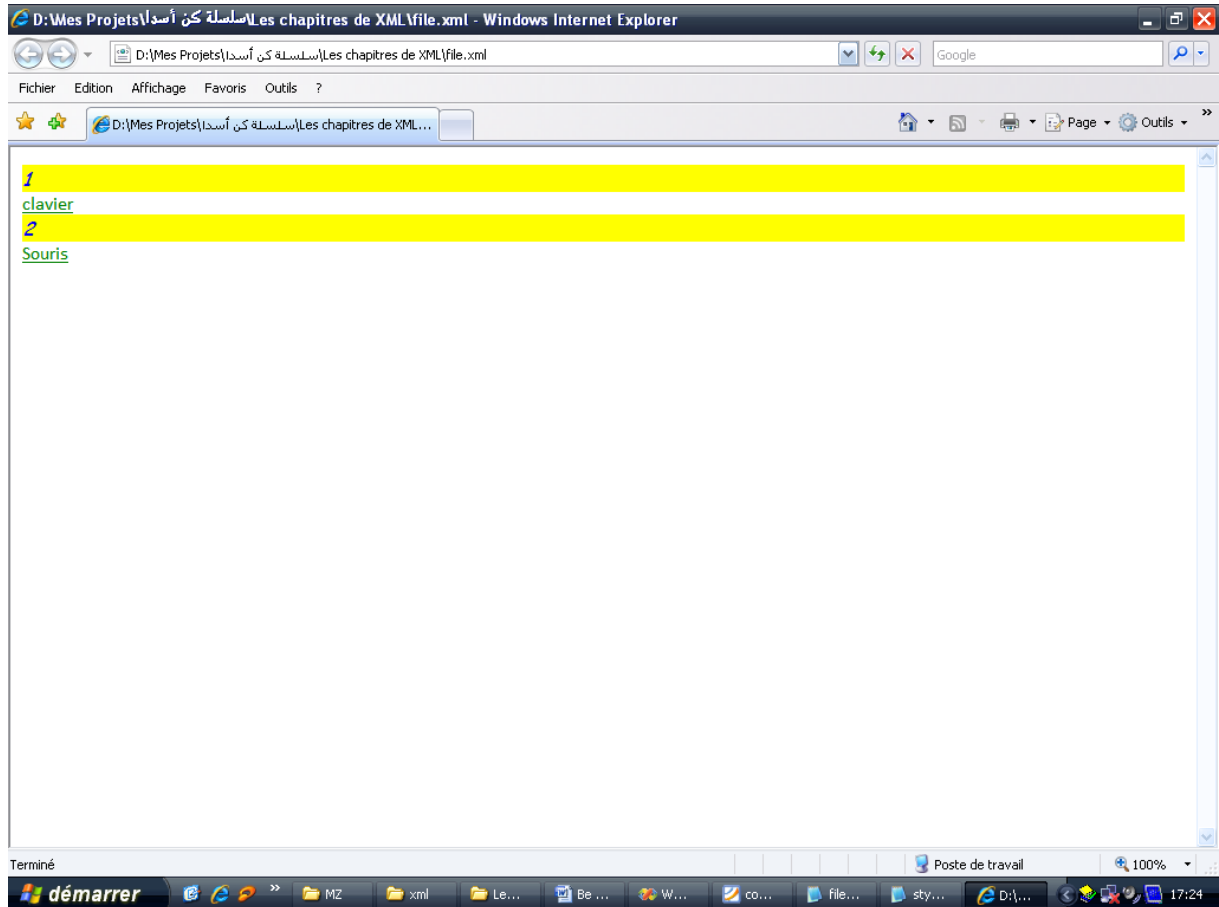 D:\Mes Projets\سلسلة كن أسدا\Les chapitres de XML\file.xml - Windows Internet Explorer
D:\Mes Projets\سلسلة كن أسدا\Les chapitres de XML\file.xml Google
Fichier Edition Affichage Favoris Outils ?
D:\Mes Projets\سلسلة كن أسدا\Les chapitres de XML... Page Outils »
1
clavier
2
Souris
Terminé Poste de travail 100%
démarrer » MZ xml Le... Be ... W... co... file... sty... D:\... 17:24